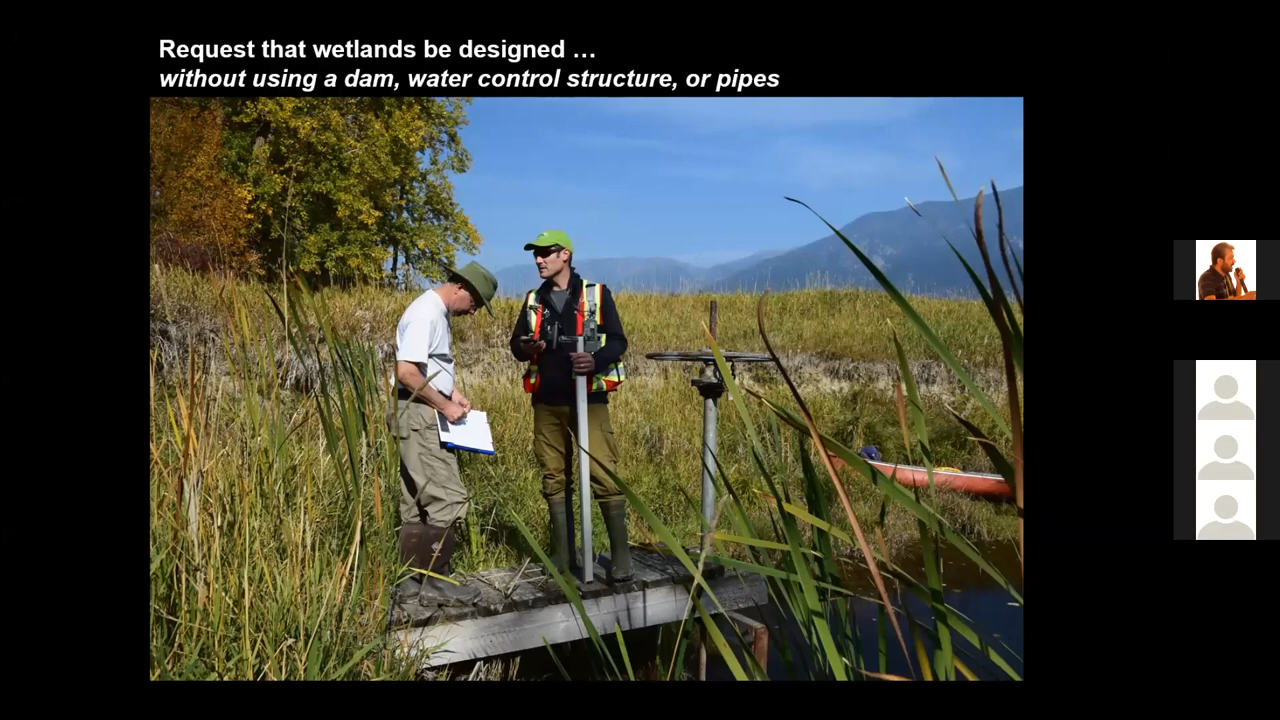 Request that wetlands be designed …
without using a dam, water control structure, or pipes